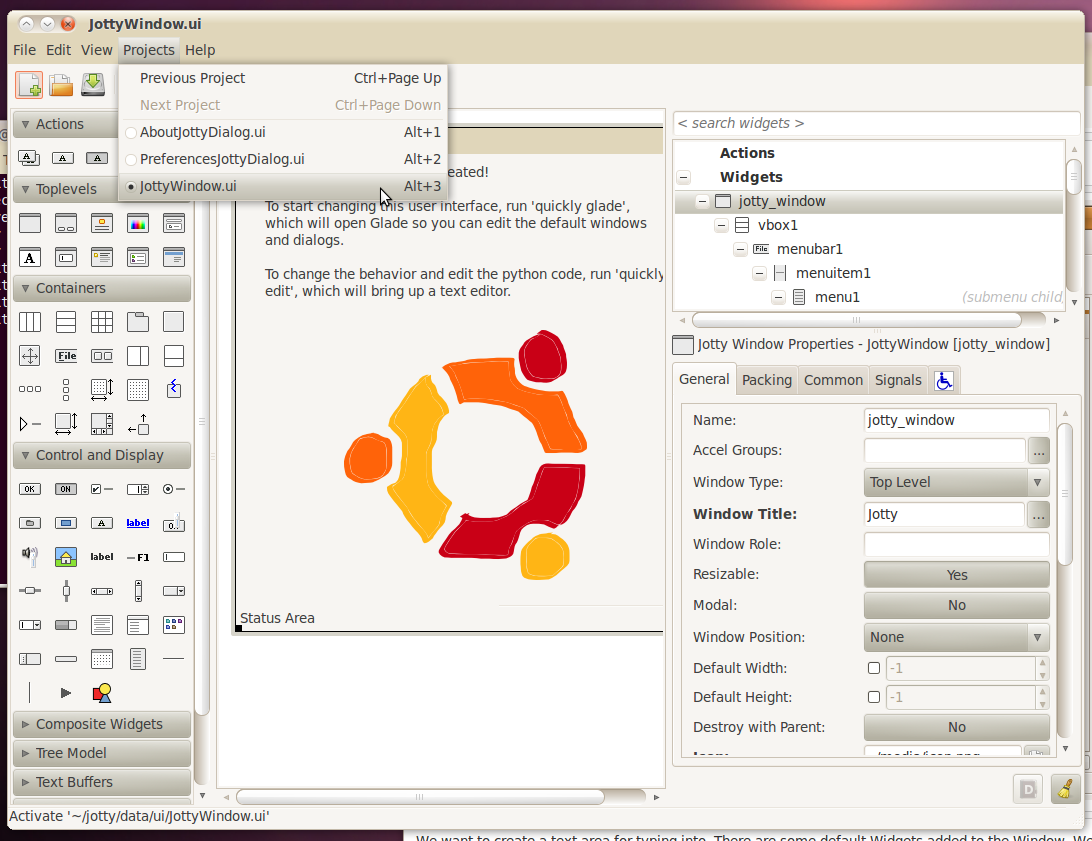 JottyWindow.ui
File Edit View Projects Help
Previous Project Ctrl+Page Up
Next Project Ctrl+Page Down
AboutJottyDialog.ui Alt+1
PreferencesJottyDialog.ui Alt+2
JottyWindow.ui Alt+3
Actions
Toplevels
Containers
File
Control and Display
OK
ON
label
label
F1
Composite Widgets
Tree Model
Text Buffers
eated!
To start changing this user interface, run 'quickly glade',
which will open Glade so you can edit the default windows
and dialogs.
To change the behavior and edit the python code, run 'quickly
edit', which will bring up a text editor.
Status Area
< search widgets >
Actions
Widgets
jotty_window
vbox1
File menubar1
menuitem1
menu1 (submenu child
Jotty Window Properties - JottyWindow [jotty_window]
General Packing Common Signals
Name: jotty_window
Accel Groups: ...
Window Type: Top Level
Window Title: Jotty ...
Window Role:
Resizable: Yes
Modal: No
Window Position: None
Default Width: -1
Default Height: -1
Destroy with Parent: No
D
Activate '~/jotty/data/ui/JottyWindow.ui'
We want to create a text area for typing into. There are some default Widgets added to the Window. We